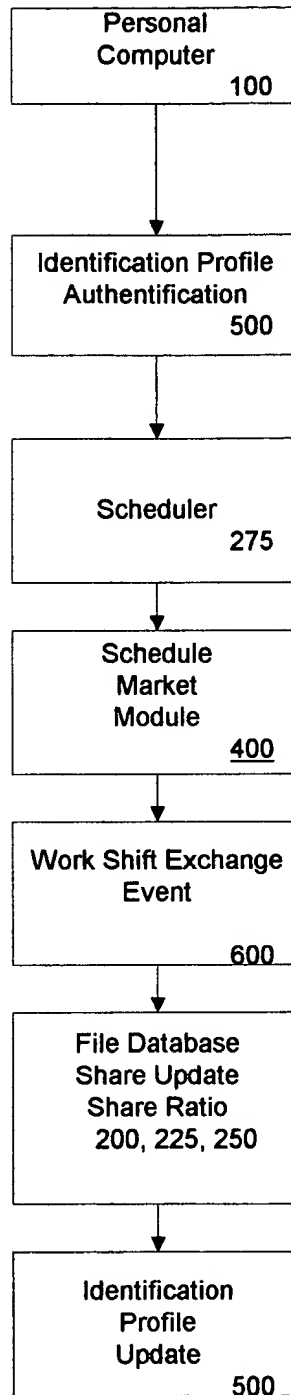 Personal
Computer
100
Identification Profile
Authentification
500
Scheduler
275
Schedule
Market
Module
400
Work Shift Exchange
Event
600
File Database
Share Update
Share Ratio
200, 225, 250
Identification
Profile
Update
500